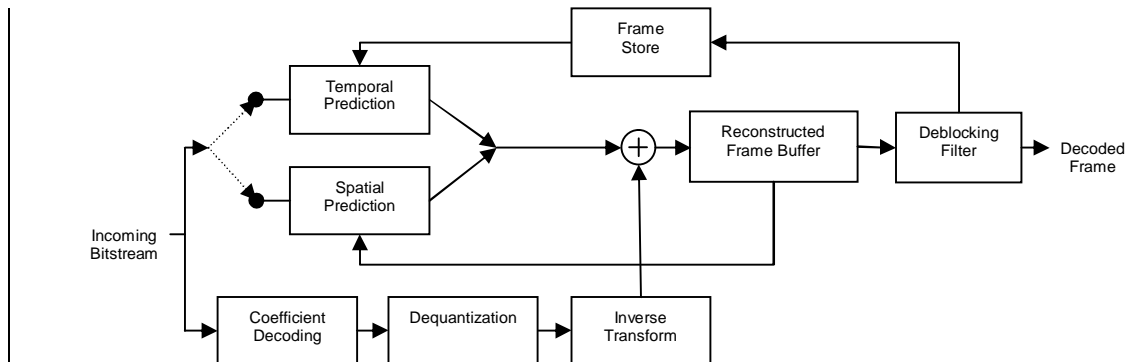 Frame
Store
Temporal
Prediction
Reconstructed
Frame Buffer
Deblocking
Filter
Decoded
Frame
Spatial
Prediction
Incoming
Bitstream
Coefficient
Decoding
Dequantization
Inverse
Transform